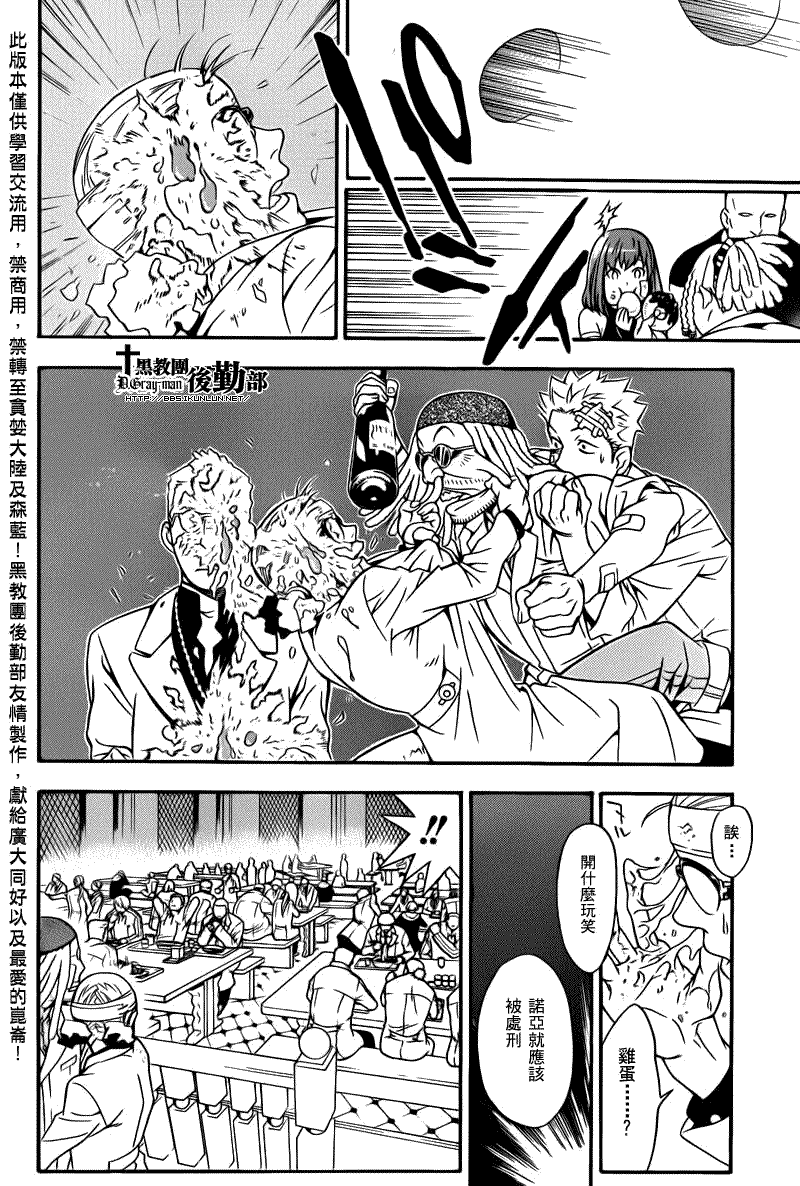 此版本僅供學習交流用，禁商用，禁轉至貪婪大陸及森藍！黑教團後勤部友情製作，獻給廣大同好以及最愛的崑崙！
黑教團
D.Gray-man 後勤部
HTTP://BBS.IKUNLUN.NET/
誒…
雞蛋……?
開什麼玩笑
諾亞就應該
被處刑
!!